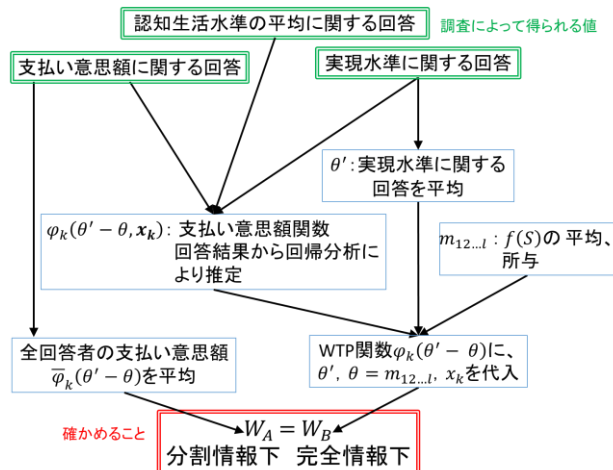 認知生活水準の平均に関する回答
調査によって得られる値
支払い意思額に関する回答
実現水準に関する回答
θ′：実現水準に関する
回答を平均
φₖ(θ′ − θ, xₖ)：支払い意思額関数
回答結果から回帰分析に
より推定
m₁₂…ₗ：f(S)の 平均、
所与
全回答者の支払い意思額
φ̅ₖ(θ′ − θ)を平均
WTP関数φₖ(θ′ − θ)に、
θ′, θ = m₁₂…ₗ, xₖを代入
確かめること
W_A = W_B
分割情報下 完全情報下